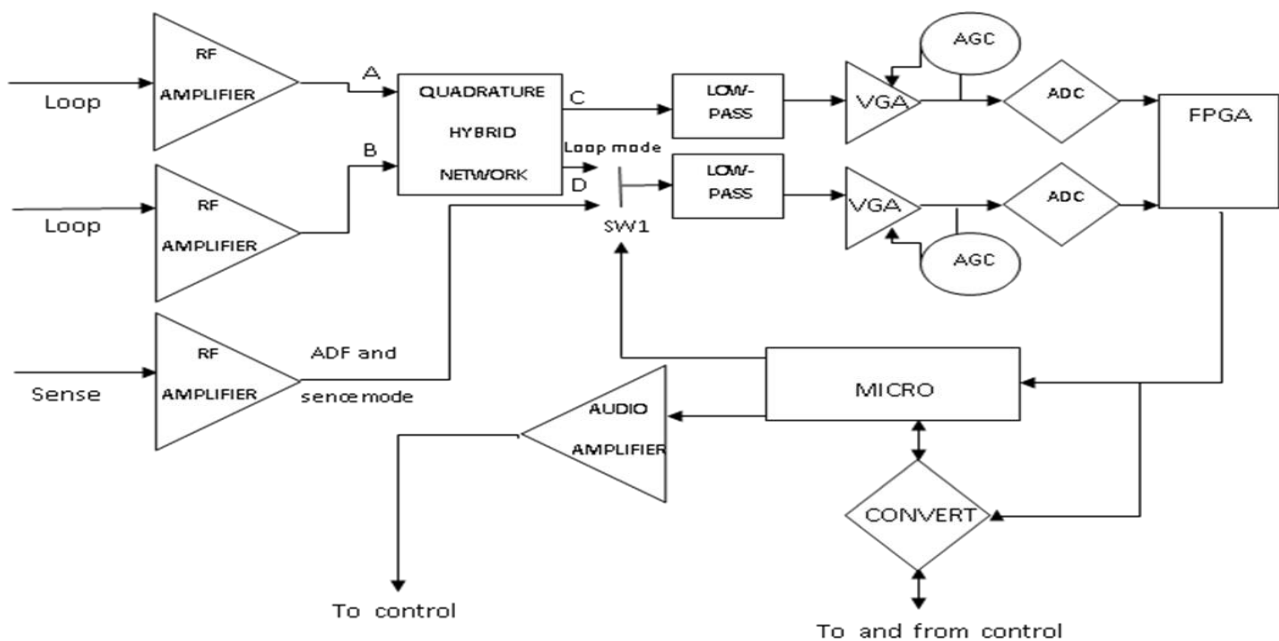 Loop
RF
AMPLIFIER
A
QUADRATURE
HYBRID
NETWORK
C
LOW-
PASS
VGA
AGC
ADC
FPGA
Loop
RF
AMPLIFIER
B
Loop mode
D
SW1
LOW-
PASS
VGA
AGC
ADC
Sense
RF
AMPLIFIER
ADF and
sence mode
MICRO
AUDIO
AMPLIFIER
CONVERT
To control
To and from control